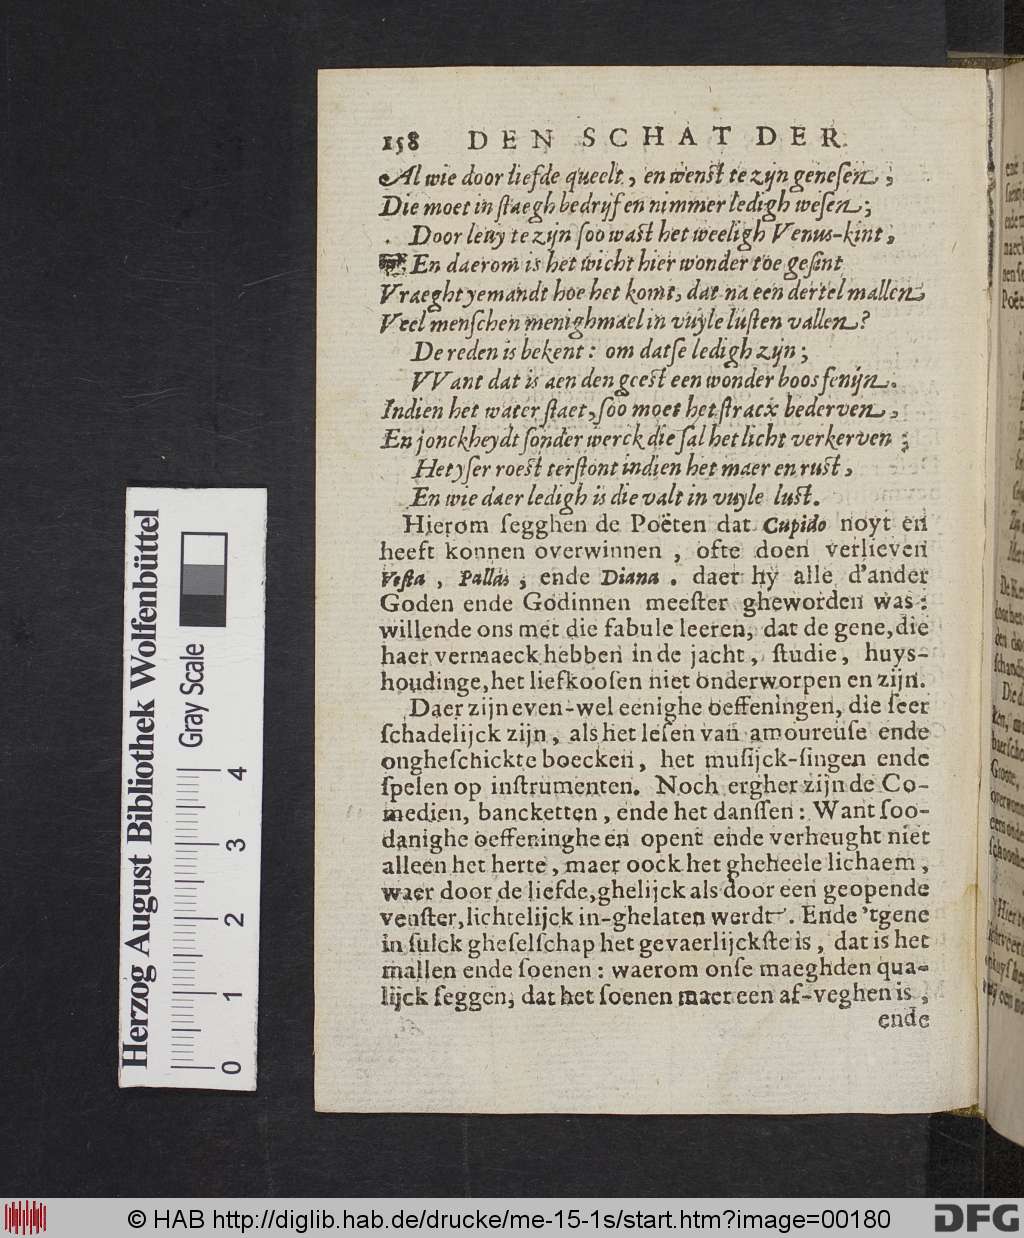 158 DEN SCHAT DER
Al wie door liefde queelt, en wenst te zijn genesen,
Die moet in staegh bedrijf en nimmer ledigh wesen;
Door leuy te zijn soo wast het weeligh Venus-kint,
En daerom is het wicht hier wonder toe gesint
Vraeght yemandt hoe het komt, dat na een dertel mallen,
Veel menschen menighmael in vuyle lusten vallen?
De reden is bekent: om datse ledigh zijn;
VVant dat is aen den geest een wonder boos fenijn.
Indien het water staet, soo moet het stracx bederven,
En jonckheydt sonder werck die sal het licht verkerven;
Het yser roest terstont indien het maer en rust,
En wie daer ledigh is die valt in vuyle lust.
Hierom segghen de Poëten dat Cupido noyt en
heeft konnen overwinnen, ofte doen verlieven
Vesta, Pallas, ende Diana. daer hy alle d'ander
Goden ende Godinnen meester gheworden was:
willende ons met die fabule leeren, dat de gene, die
haer vermaeck hebben in de jacht, studie, huys-
houdinge, het liefkoosen niet onderworpen en zijn.
Daer zijn even-wel eenighe oeffeningen, die seer
schadelijck zijn, als het lesen van amoureuse ende
ongheschickte boecken, het musijck-singen ende
spelen op instrumenten. Noch ergher zijn de Co-
medien, bancketten, ende het danssen: Want soo-
danighe oeffeninghe en opent ende verheught niet
alleen het herte, maer oock het gheheele lichaem,
waer door de liefde, ghelijck als door een geopende
venster, lichtelijck in-ghelaten werdt. Ende 'tgene
in sulck gheselschap het gevaerlijckste is, dat is het
mallen ende soenen: waerom onse maeghden qua-
lijck seggen, dat het soenen maer een af-veghen is,
ende
Herzog August Bibliothek Wolfenbüttel
Gray Scale
0 1 2 3 4
© HAB http://diglib.hab.de/drucke/me-15-1s/start.htm?image=00180
DFG